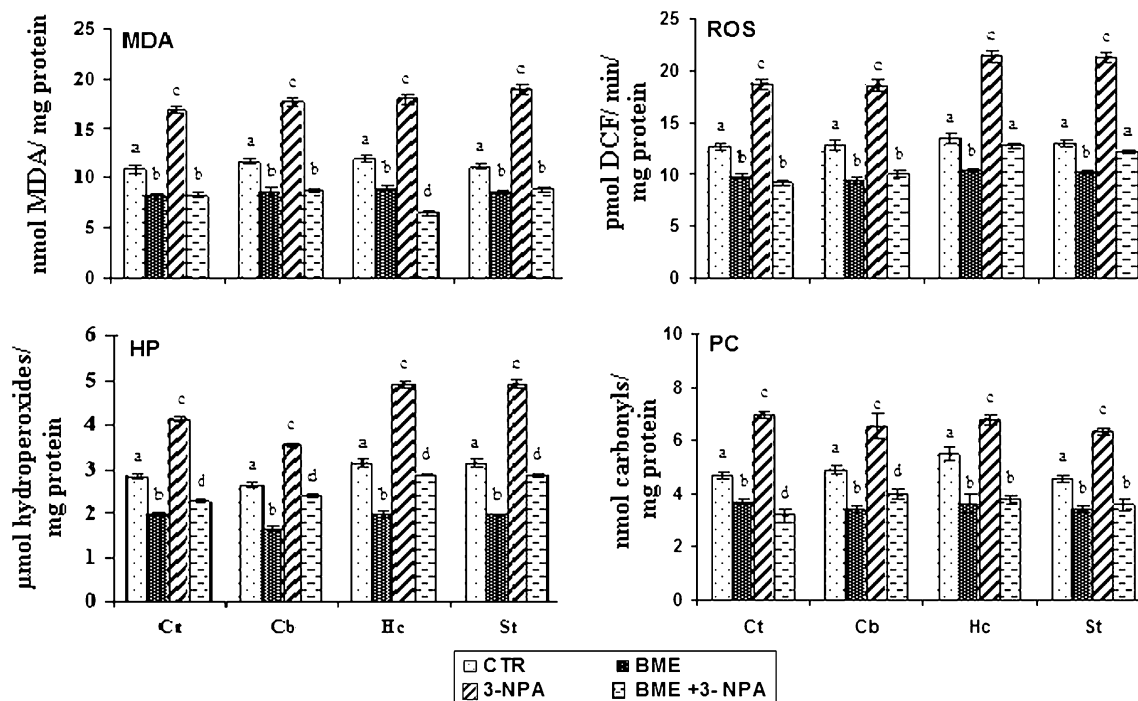 MDA
nmol MDA/ mg protein
25
20
15
10
5
0
a b c b
a b c b
a b c d
a b c b
ROS
pmol DCF/ min/
mg protein
25
20
15
10
5
0
a b c b
a b c b
a b c a
a b c a
HP
µmol hydroperoxides/
mg protein
6
5
4
3
2
1
0
a b c d
a b c d
a b c d
a b c d
Ct Cb Hc St
PC
nmol carbonyls/
mg protein
10
8
6
4
2
0
a b c d
a b c d
a b c b
a b c b
Ct Cb Hc St
CTR BME
3-NPA BME +3- NPA